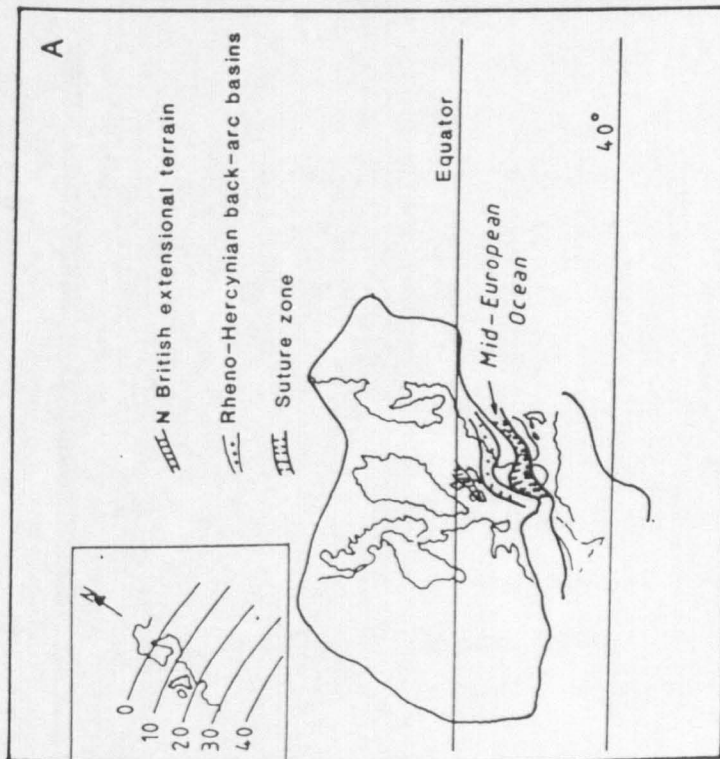 A
N British extensional terrain
Rheno-Hercynian back-arc basins
Suture zone
N
0
10
20
30
40
Equator
Mid-European
Ocean
40°